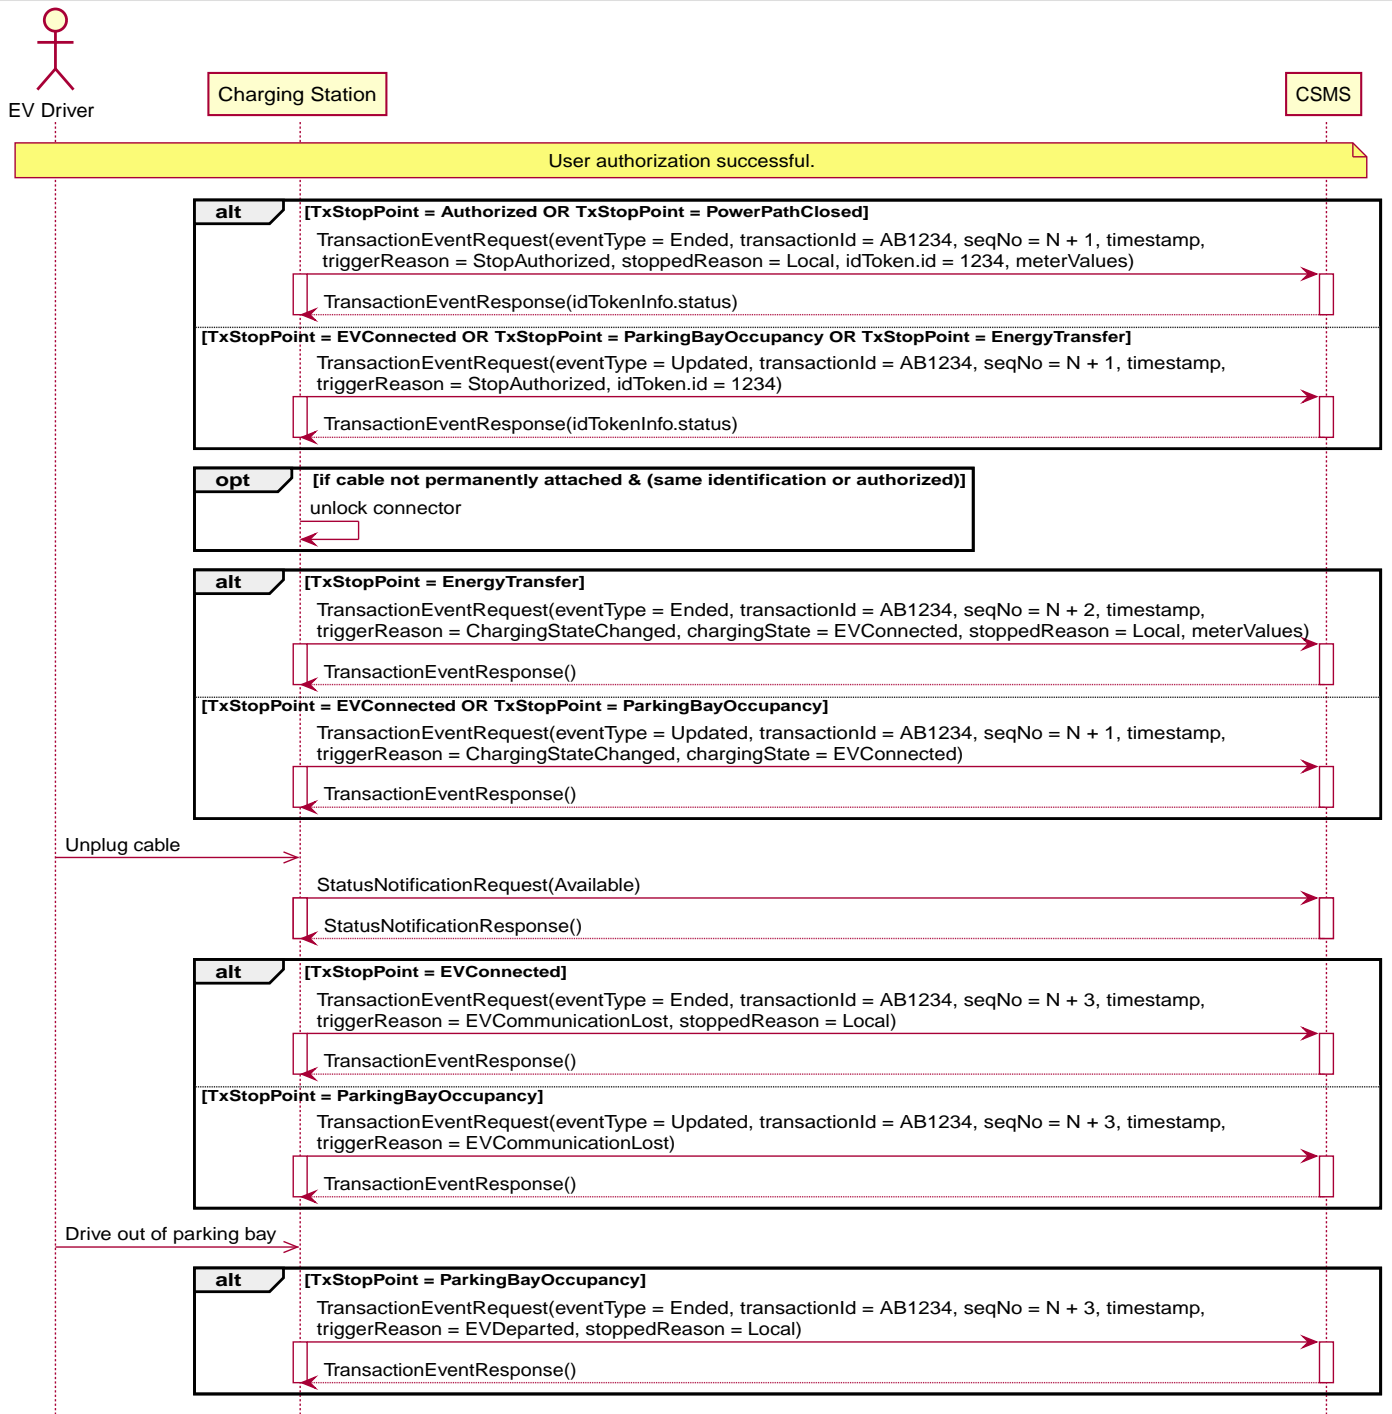 EV Driver
Charging Station
CSMS
User authorization successful.
alt
[TxStopPoint = Authorized OR TxStopPoint = PowerPathClosed]
TransactionEventRequest(eventType = Ended, transactionId = AB1234, seqNo = N + 1, timestamp,
triggerReason = StopAuthorized, stoppedReason = Local, idToken.id = 1234, meterValues)
TransactionEventResponse(idTokenInfo.status)
[TxStopPoint = EVConnected OR TxStopPoint = ParkingBayOccupancy OR TxStopPoint = EnergyTransfer]
TransactionEventRequest(eventType = Updated, transactionId = AB1234, seqNo = N + 1, timestamp,
triggerReason = StopAuthorized, idToken.id = 1234)
TransactionEventResponse(idTokenInfo.status)
opt
[if cable not permanently attached & (same identification or authorized)]
unlock connector
alt
[TxStopPoint = EnergyTransfer]
TransactionEventRequest(eventType = Ended, transactionId = AB1234, seqNo = N + 2, timestamp,
triggerReason = ChargingStateChanged, chargingState = EVConnected, stoppedReason = Local, meterValues)
TransactionEventResponse()
[TxStopPoint = EVConnected OR TxStopPoint = ParkingBayOccupancy]
TransactionEventRequest(eventType = Updated, transactionId = AB1234, seqNo = N + 1, timestamp,
triggerReason = ChargingStateChanged, chargingState = EVConnected)
TransactionEventResponse()
Unplug cable
StatusNotificationRequest(Available)
StatusNotificationResponse()
alt
[TxStopPoint = EVConnected]
TransactionEventRequest(eventType = Ended, transactionId = AB1234, seqNo = N + 3, timestamp,
triggerReason = EVCommunicationLost, stoppedReason = Local)
TransactionEventResponse()
[TxStopPoint = ParkingBayOccupancy]
TransactionEventRequest(eventType = Updated, transactionId = AB1234, seqNo = N + 3, timestamp,
triggerReason = EVCommunicationLost)
TransactionEventResponse()
Drive out of parking bay
alt
[TxStopPoint = ParkingBayOccupancy]
TransactionEventRequest(eventType = Ended, transactionId = AB1234, seqNo = N + 3, timestamp,
triggerReason = EVDeparted, stoppedReason = Local)
TransactionEventResponse()